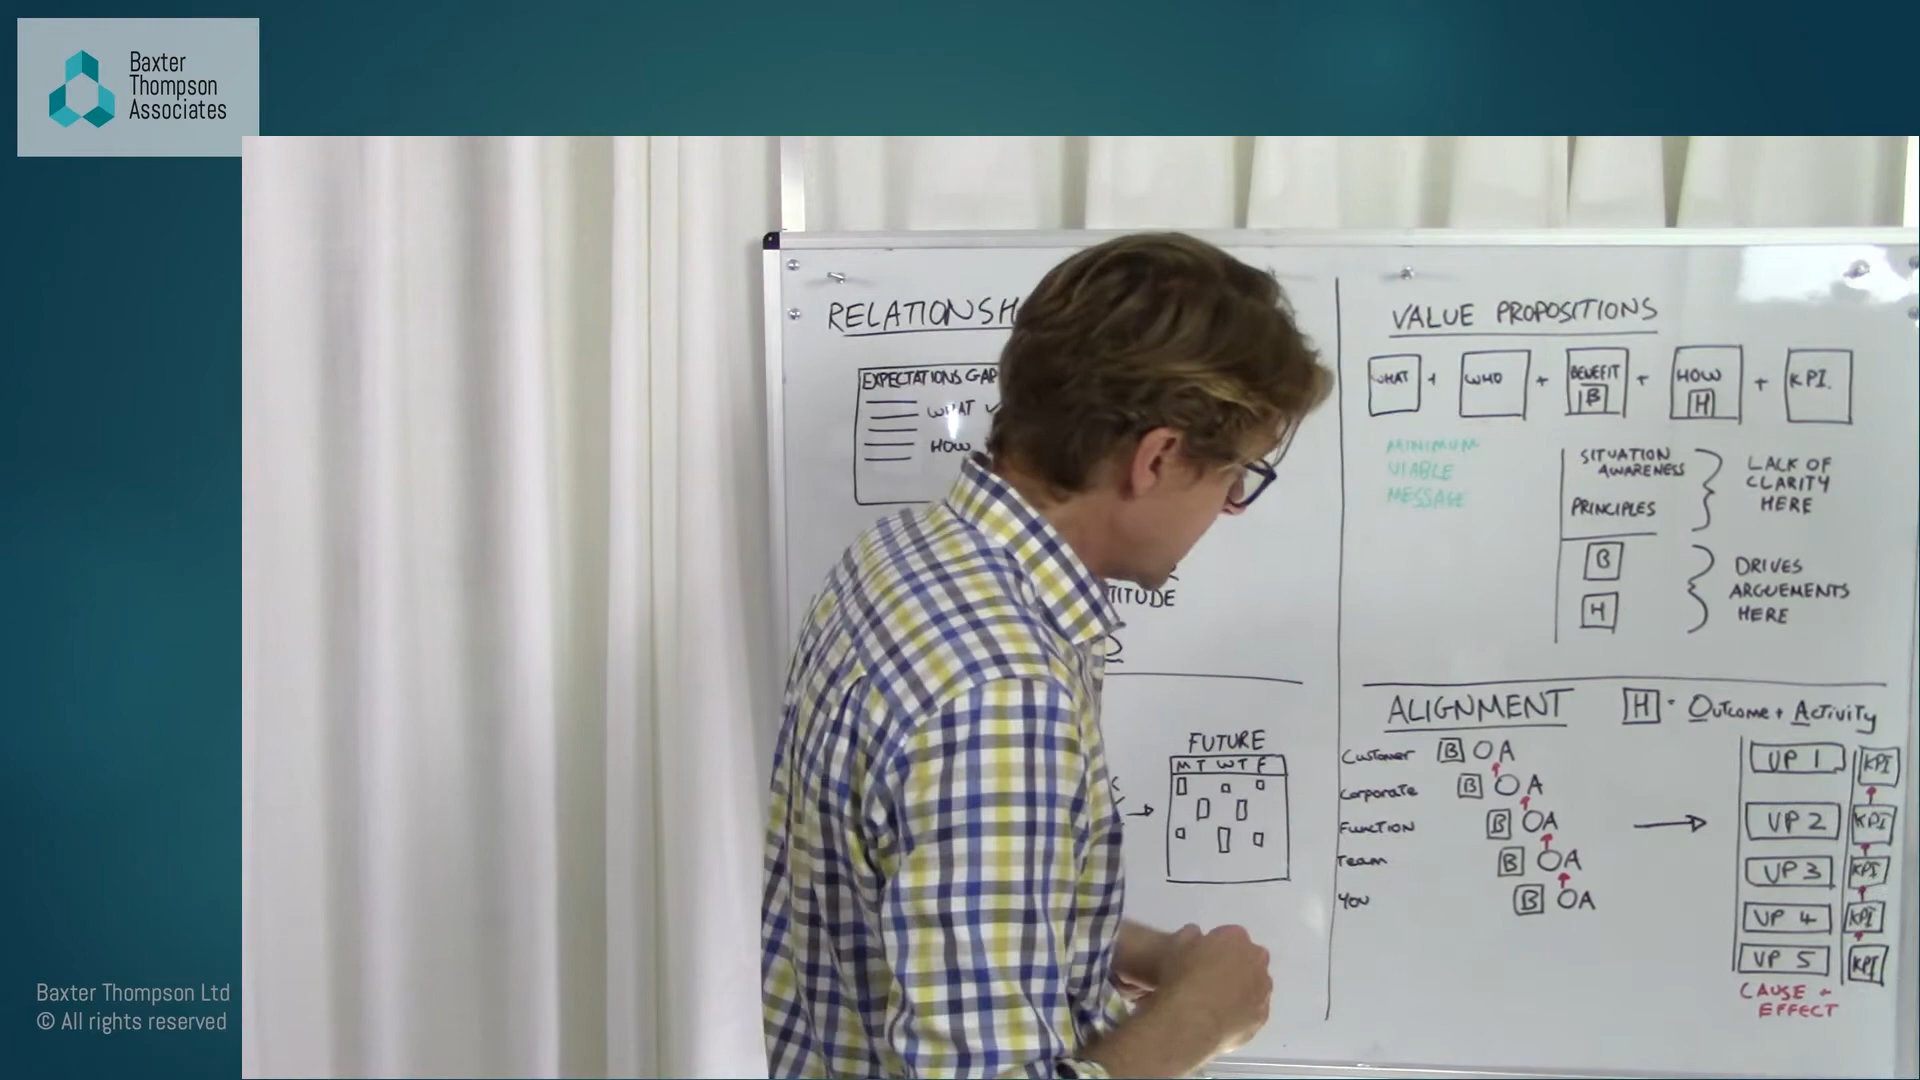 Baxter
Thompson
Associates
RELATIONSH
EXPECTATIONS GAP
WHAT
HOW
TITUDE
FUTURE
M T W T F
VALUE PROPOSITIONS
WHAT + WHO + BENEFIT + HOW + KPI.
B H
MINIMUM
VIABLE
MESSAGE
SITUATION
AWARENESS
PRINCIPLES
LACK OF
CLARITY
HERE
B
H
DRIVES
ARGUEMENTS
HERE
ALIGNMENT
H = Outcome + Activity
Customer B O A
Corporate B O A
FUNCTION B O A
Team B O A
YOU B O A
VP 1 KPI
VP 2 KPI
VP 3 KPI
VP 4 KPI
VP 5 KPI
CAUSE +
EFFECT
Baxter Thompson Ltd
© All rights reserved